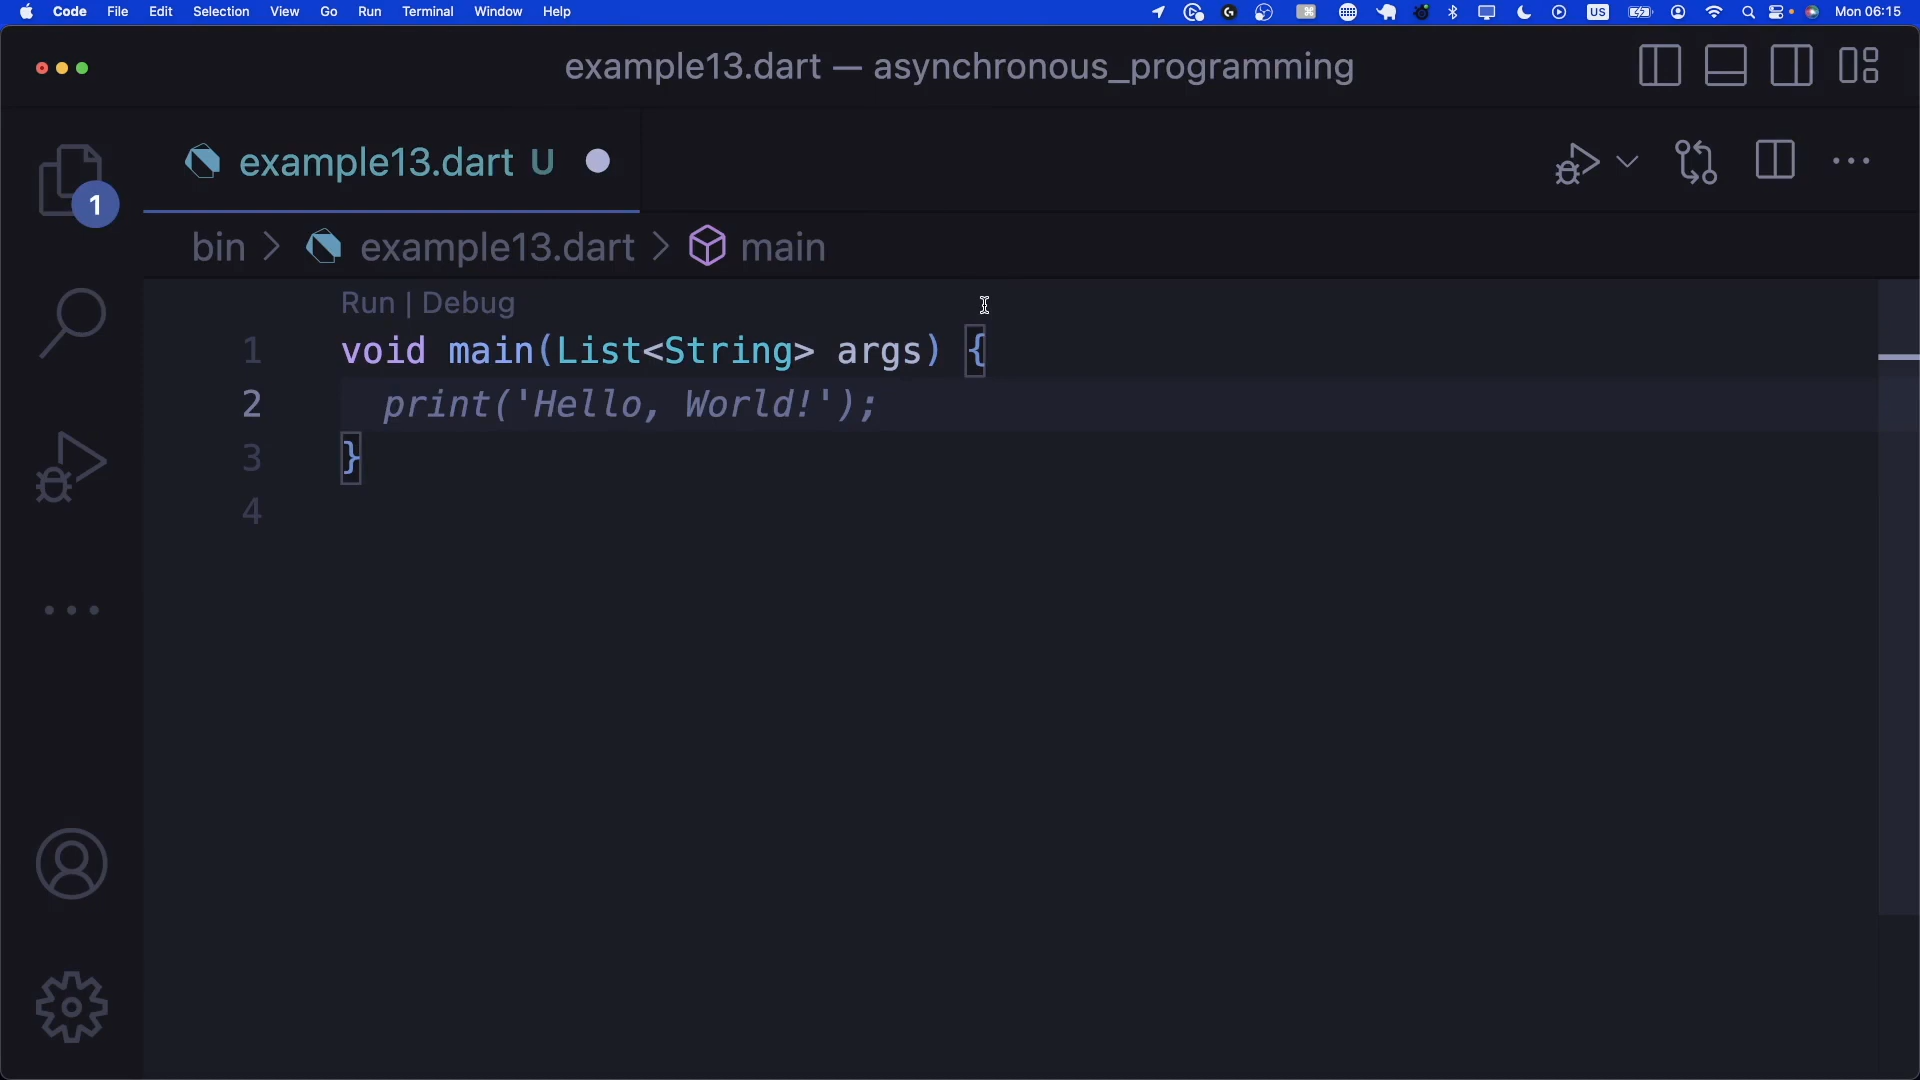 Code File Edit Selection View Go Run Terminal Window Help US Mon 06:15
example13.dart — asynchronous_programming
example13.dart U
1
bin > example13.dart > main
Run | Debug
1 void main(List<String> args) {
2 print('Hello, World!');
3 }
4